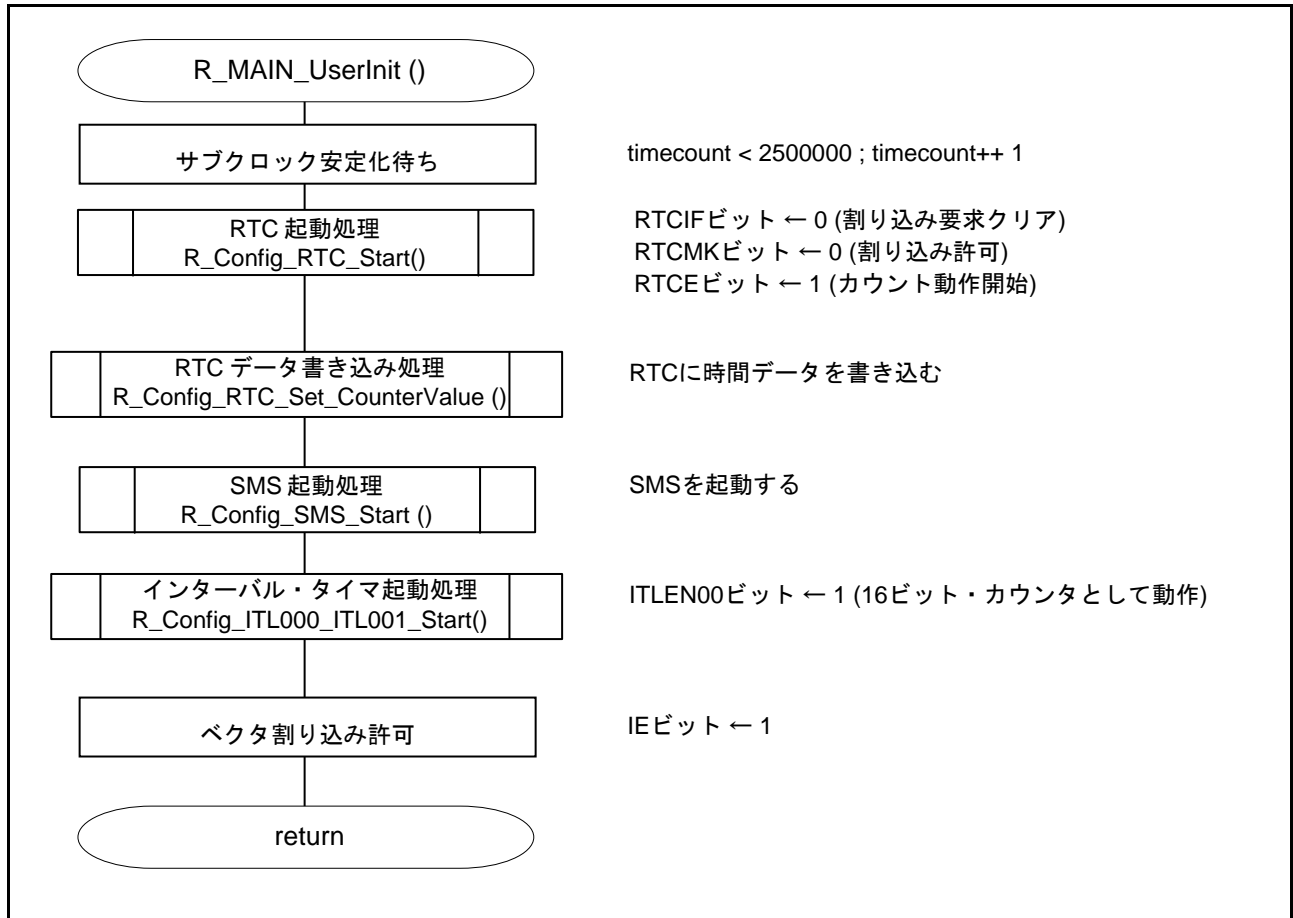 R_MAIN_UserInit ()
サブクロック安定化待ち
timecount < 2500000 ; timecount++ 1
RTC 起動処理
R_Config_RTC_Start()
RTCIFビット ← 0 (割り込み要求クリア)
RTCMKビット ← 0 (割り込み許可)
RTCEビット ← 1 (カウント動作開始)
RTC データ書き込み処理
R_Config_RTC_Set_CounterValue ()
RTCに時間データを書き込む
SMS 起動処理
R_Config_SMS_Start ()
SMSを起動する
インターバル・タイマ起動処理
R_Config_ITL000_ITL001_Start()
ITLEN00ビット ← 1 (16ビット・カウンタとして動作)
ベクタ割り込み許可
IEビット ← 1
return